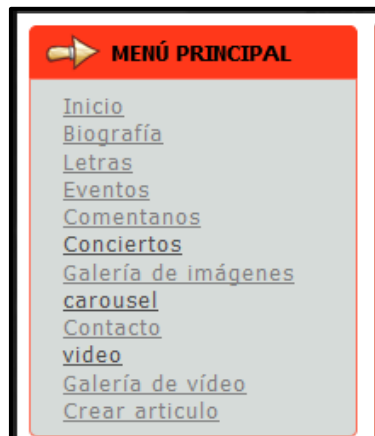 MENÚ PRINCIPAL
Inicio
Biografía
Letras
Eventos
Comentanos
Conciertos
Galería de imágenes
carousel
Contacto
video
Galería de vídeo
Crear articulo